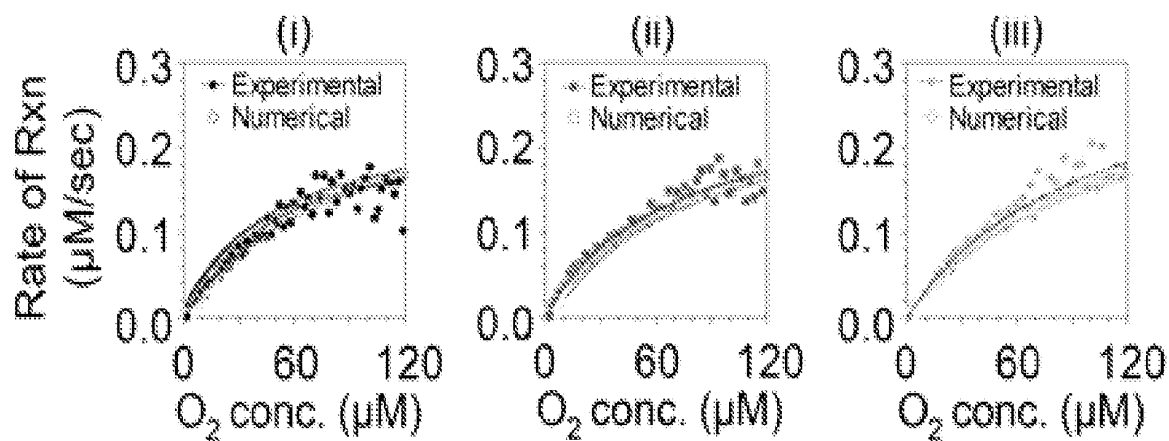 (i) (ii) (iii)
Rate of Rxn
(μM/sec)
0.3 0.3 0.3
Experimental Experimental Experimental
Numerical Numerical Numerical
0.2 0.2 0.2
0.1 0.1 0.1
0.0 0.0 0.0
0 60 120 0 60 120 0 60 120
O₂ conc. (μM) O₂ conc. (μM) O₂ conc. (μM)